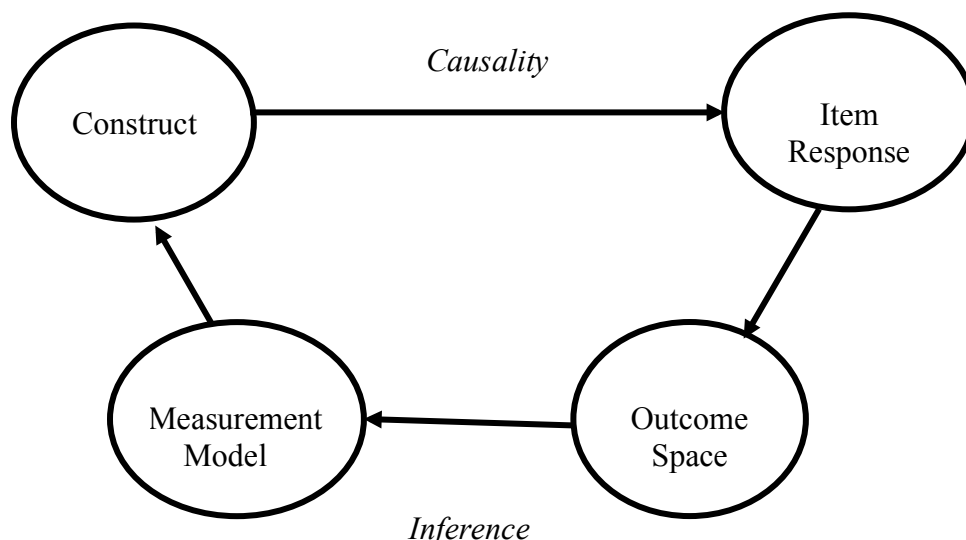 Causality
Construct
Item
Response
Measurement
Model
Outcome
Space
Inference